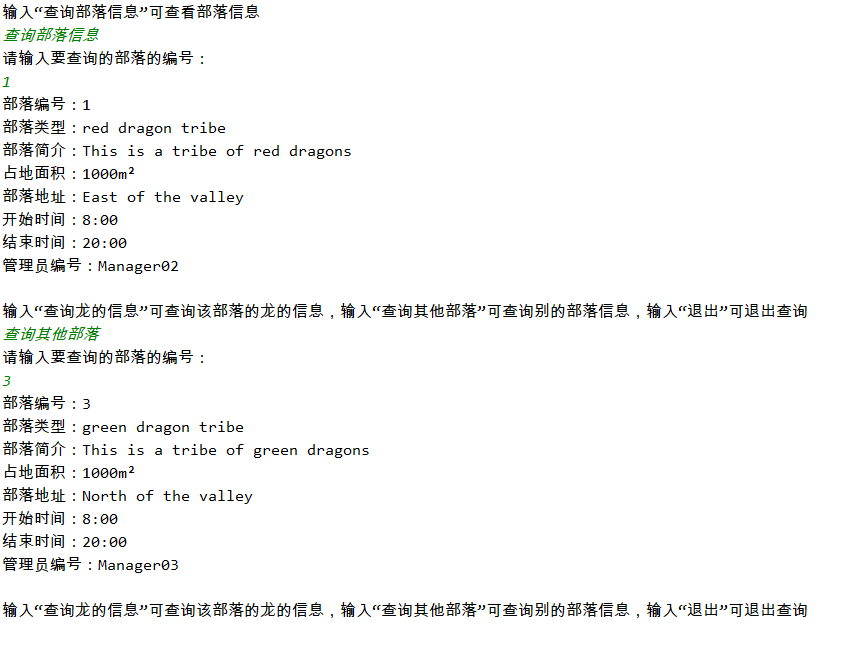 输入“查询部落信息”可查看部落信息
查询部落信息
请输入要查询的部落的编号：
1
部落编号：1
部落类型：red dragon tribe
部落简介：This is a tribe of red dragons
占地面积：1000m²
部落地址：East of the valley
开始时间：8:00
结束时间：20:00
管理员编号：Manager02
输入“查询龙的信息”可查询该部落的龙的信息，输入“查询其他部落”可查询别的部落信息，输入“退出”可退出查询
查询其他部落
请输入要查询的部落的编号：
3
部落编号：3
部落类型：green dragon tribe
部落简介：This is a tribe of green dragons
占地面积：1000m²
部落地址：North of the valley
开始时间：8:00
结束时间：20:00
管理员编号：Manager03
输入“查询龙的信息”可查询该部落的龙的信息，输入“查询其他部落”可查询别的部落信息，输入“退出”可退出查询